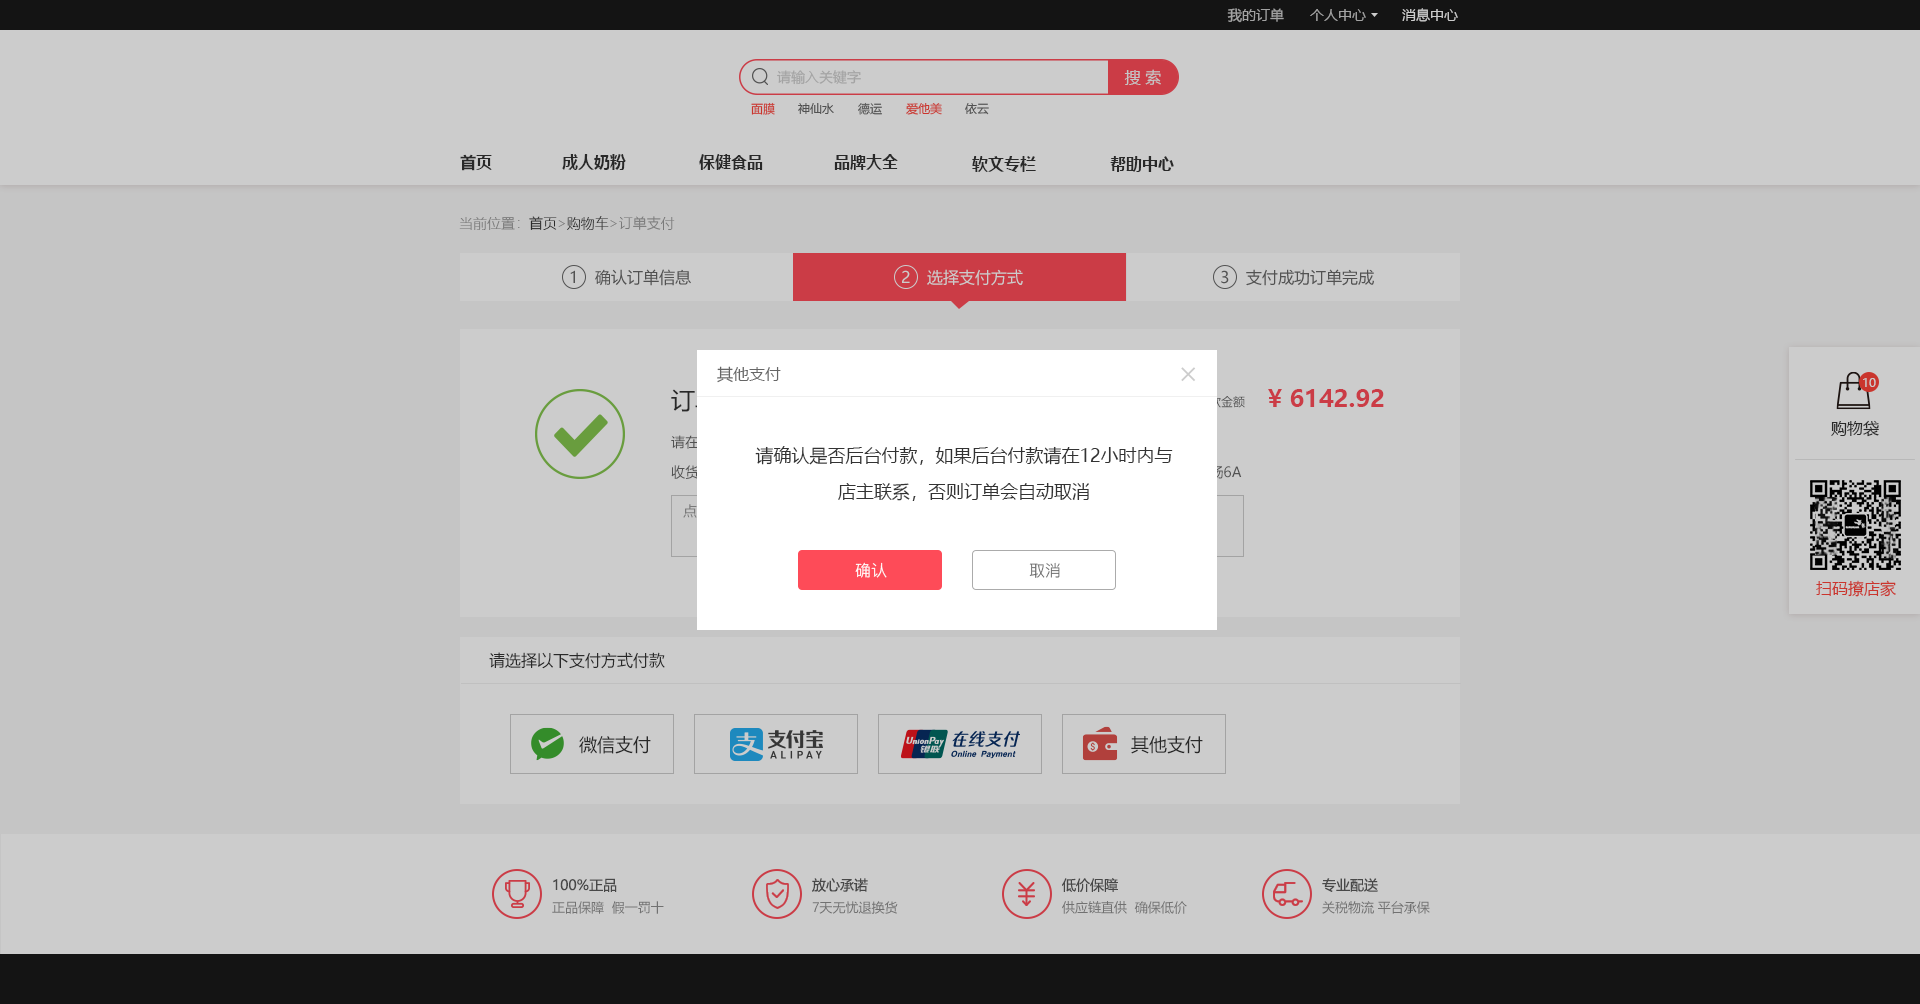 我的订单 个人中心 消息中心
请输入关键字 搜 索
面膜 神仙水 德运 爱他美 依云
首页 成人奶粉 保健食品 品牌大全 软文专栏 帮助中心
当前位置：首页>购物车>订单支付
1 确认订单信息 2 选择支付方式 3 支付成功订单完成
其他支付
订 金额 ¥ 6142.92
请在
收货 6A
点
请确认是否后台付款，如果后台付款请在12小时内与
店主联系，否则订单会自动取消
确认 取消
10
购物袋
扫码撩店家
请选择以下支付方式付款
微信支付 支付宝 ALIPAY UnionPay 银联 在线支付 Online Payment 其他支付
100%正品 放心承诺 低价保障 专业配送
正品保障 假一罚十 7天无忧退换货 供应链直供 确保低价 关税物流 平台承保